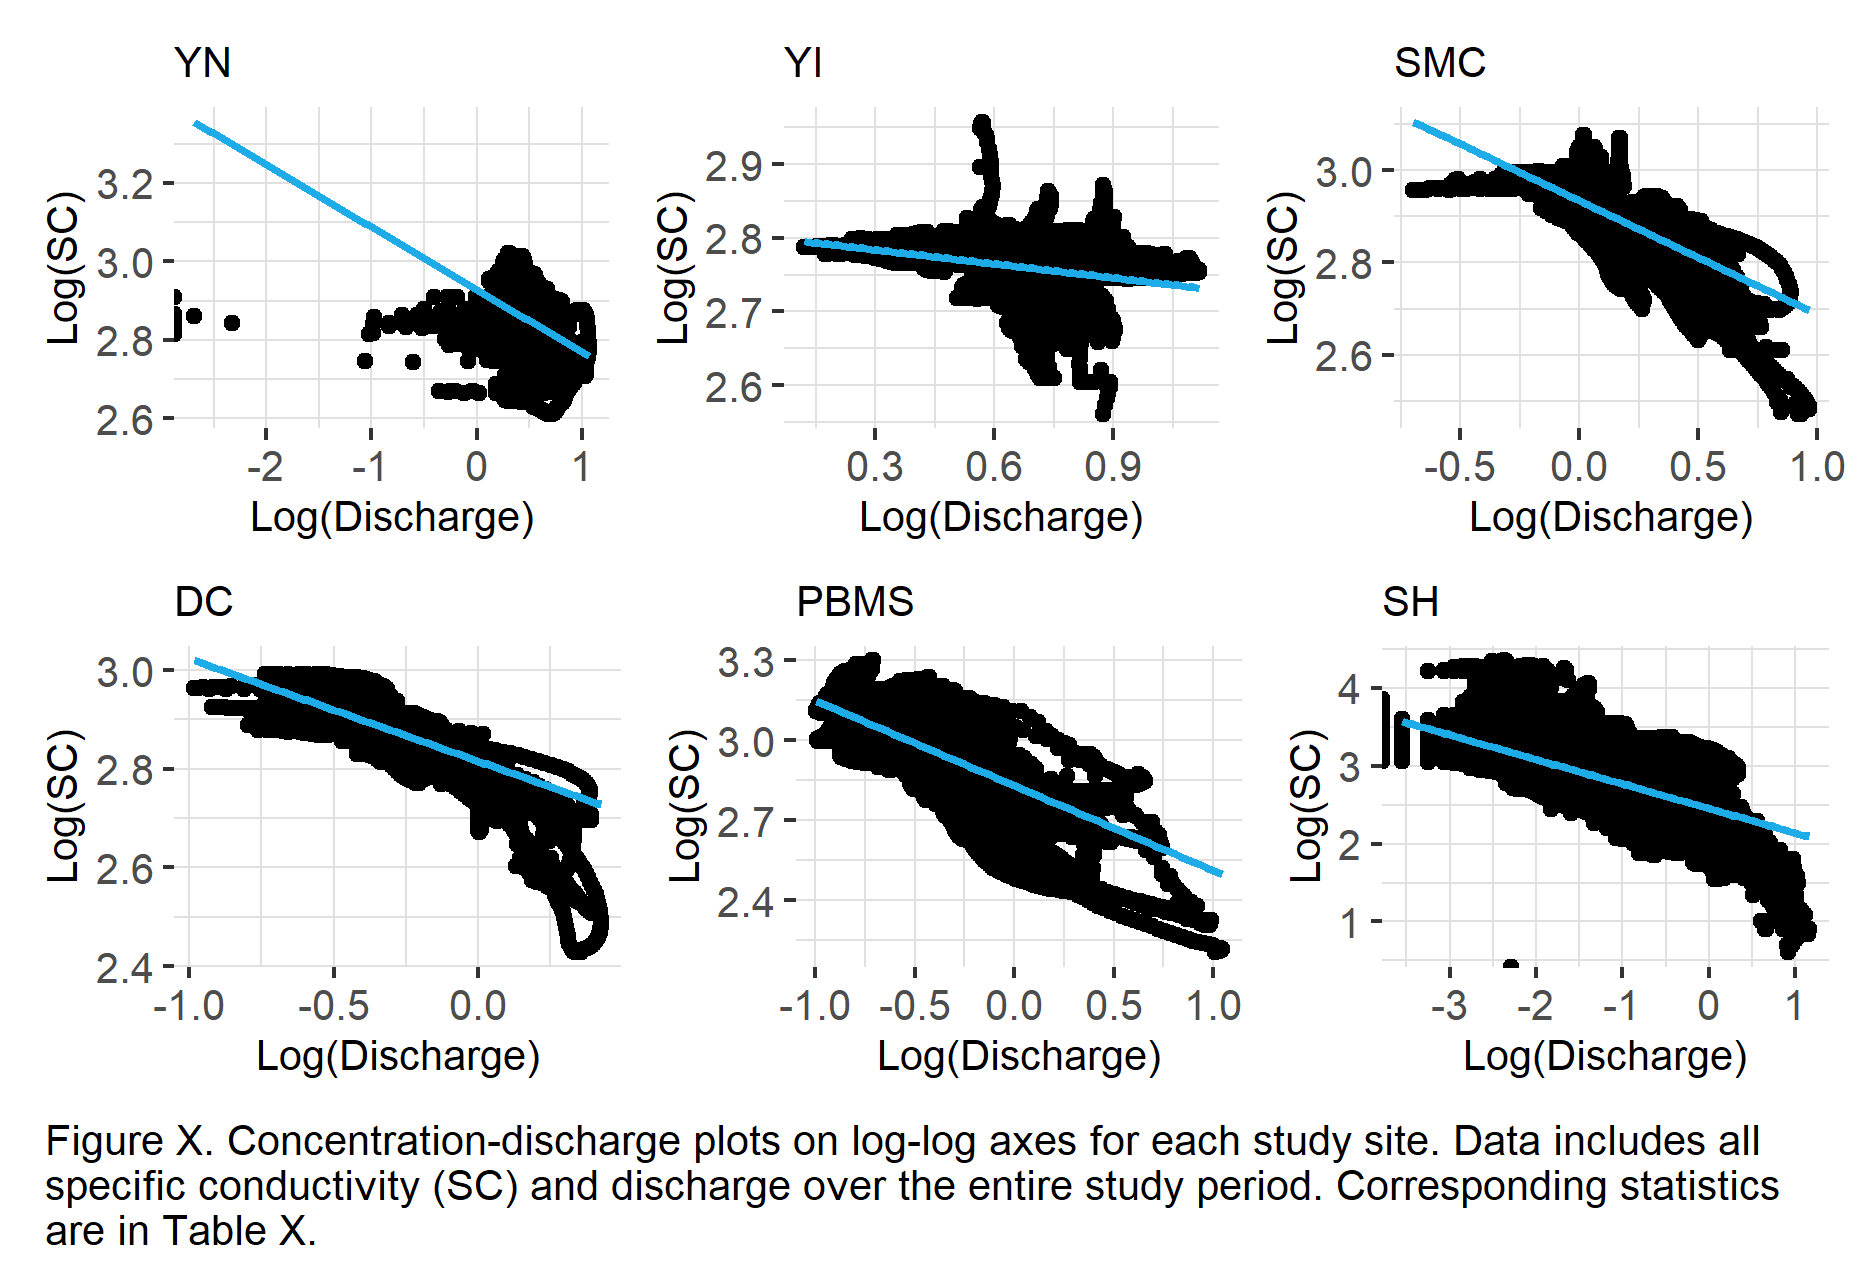 YN
YI
SMC
Log(SC)
3.2
3.0
2.8
2.6
-2
-1
0
1
Log(Discharge)
Log(SC)
2.9
2.8
2.7
2.6
0.3
0.6
0.9
Log(Discharge)
Log(SC)
3.0
2.8
2.6
-0.5
0.0
0.5
1.0
Log(Discharge)
DC
PBMS
SH
Log(SC)
3.0
2.8
2.6
2.4
-1.0
-0.5
0.0
Log(Discharge)
Log(SC)
3.3
3.0
2.7
2.4
-1.0
-0.5
0.0
0.5
1.0
Log(Discharge)
Log(SC)
4
3
2
1
-3
-2
-1
0
1
Log(Discharge)
Figure X. Concentration-discharge plots on log-log axes for each study site. Data includes all
specific conductivity (SC) and discharge over the entire study period. Corresponding statistics
are in Table X.